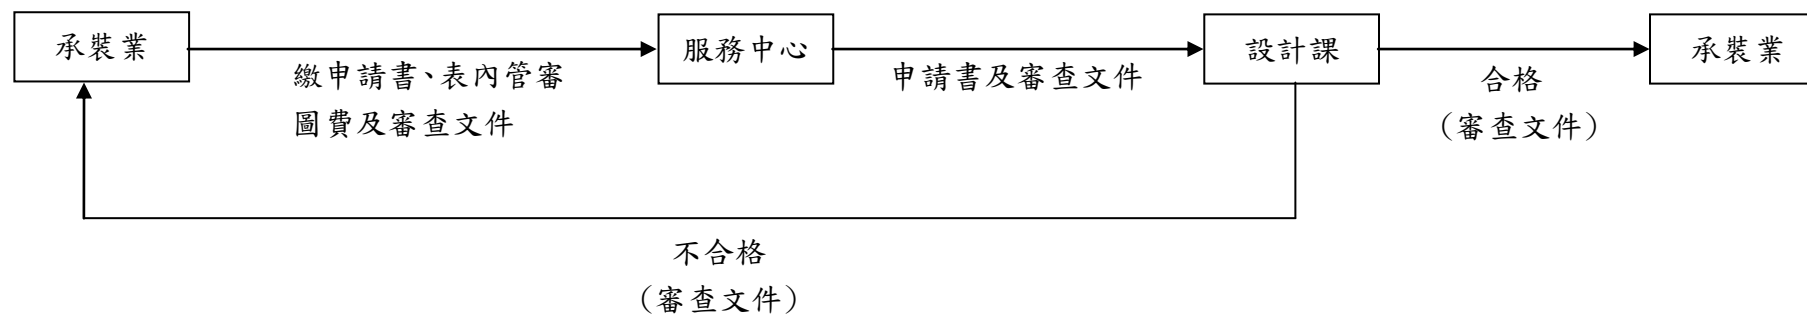 承裝業
服務中心
設計課
承裝業
繳申請書、表內管審
圖費及審查文件
申請書及審查文件
合格
（審查文件）
不合格
（審查文件）